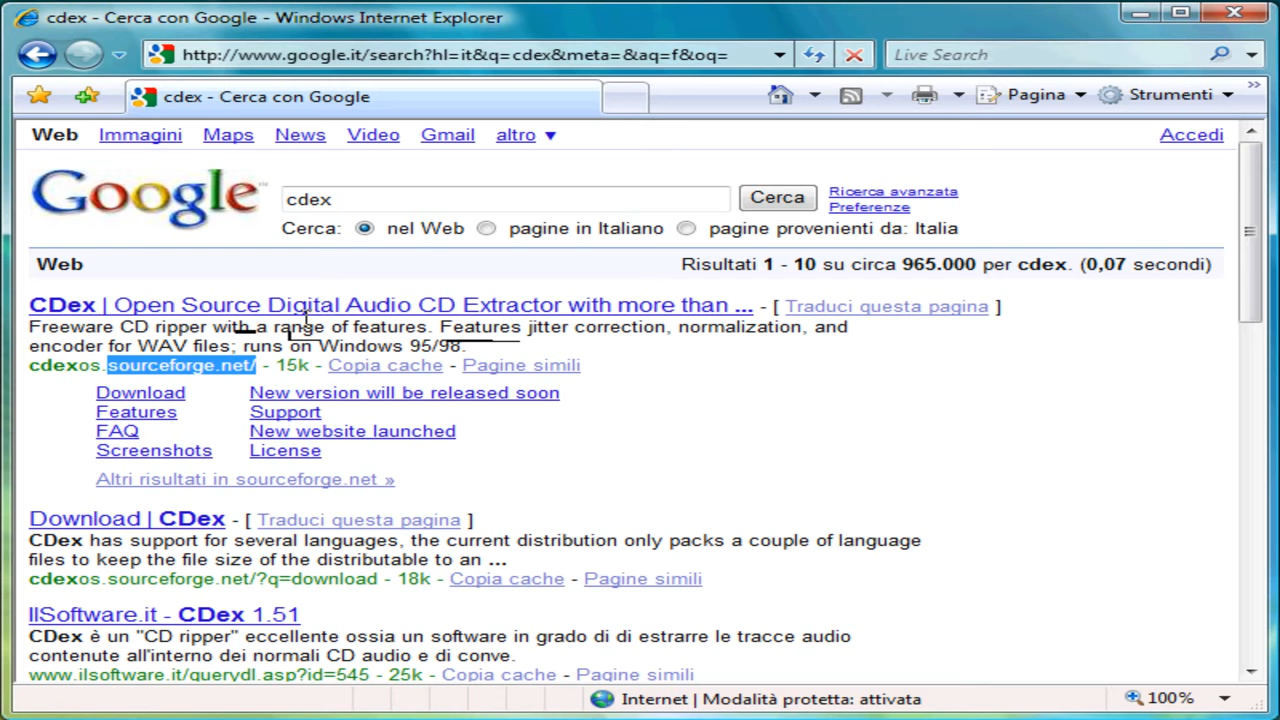 cdex - Cerca con Google - Windows Internet Explorer
http://www.google.it/search?hl=it&q=cdex&meta=&aq=f&oq=
Live Search
cdex - Cerca con Google
Pagina
Strumenti
Web Immagini Maps News Video Gmail altro ▼
Accedi
Google™
cdex
Cerca
Ricerca avanzata
Preferenze
Cerca: nel Web pagine in Italiano pagine provenienti da: Italia
Web
Risultati 1 - 10 su circa 965.000 per cdex. (0,07 secondi)
CDex | Open Source Digital Audio CD Extractor with more than ... - [ Traduci questa pagina ]
Freeware CD ripper with a range of features. Features jitter correction, normalization, and
encoder for WAV files; runs on Windows 95/98.
cdexos.sourceforge.net/ - 15k - Copia cache - Pagine simili
Download New version will be released soon
Features Support
FAQ New website launched
Screenshots License
Altri risultati in sourceforge.net »
Download | CDex - [ Traduci questa pagina ]
CDex has support for several languages, the current distribution only packs a couple of language
files to keep the file size of the distributable to an ...
cdexos.sourceforge.net/?q=download - 18k - Copia cache - Pagine simili
IlSoftware.it - CDex 1.51
CDex è un "CD ripper" eccellente ossia un software in grado di di estrarre le tracce audio
contenute all'interno dei normali CD audio e di conve.
www.ilsoftware.it/querydl.asp?id=545 - 25k - Copia cache - Pagine simili
Internet | Modalità protetta: attivata
100%